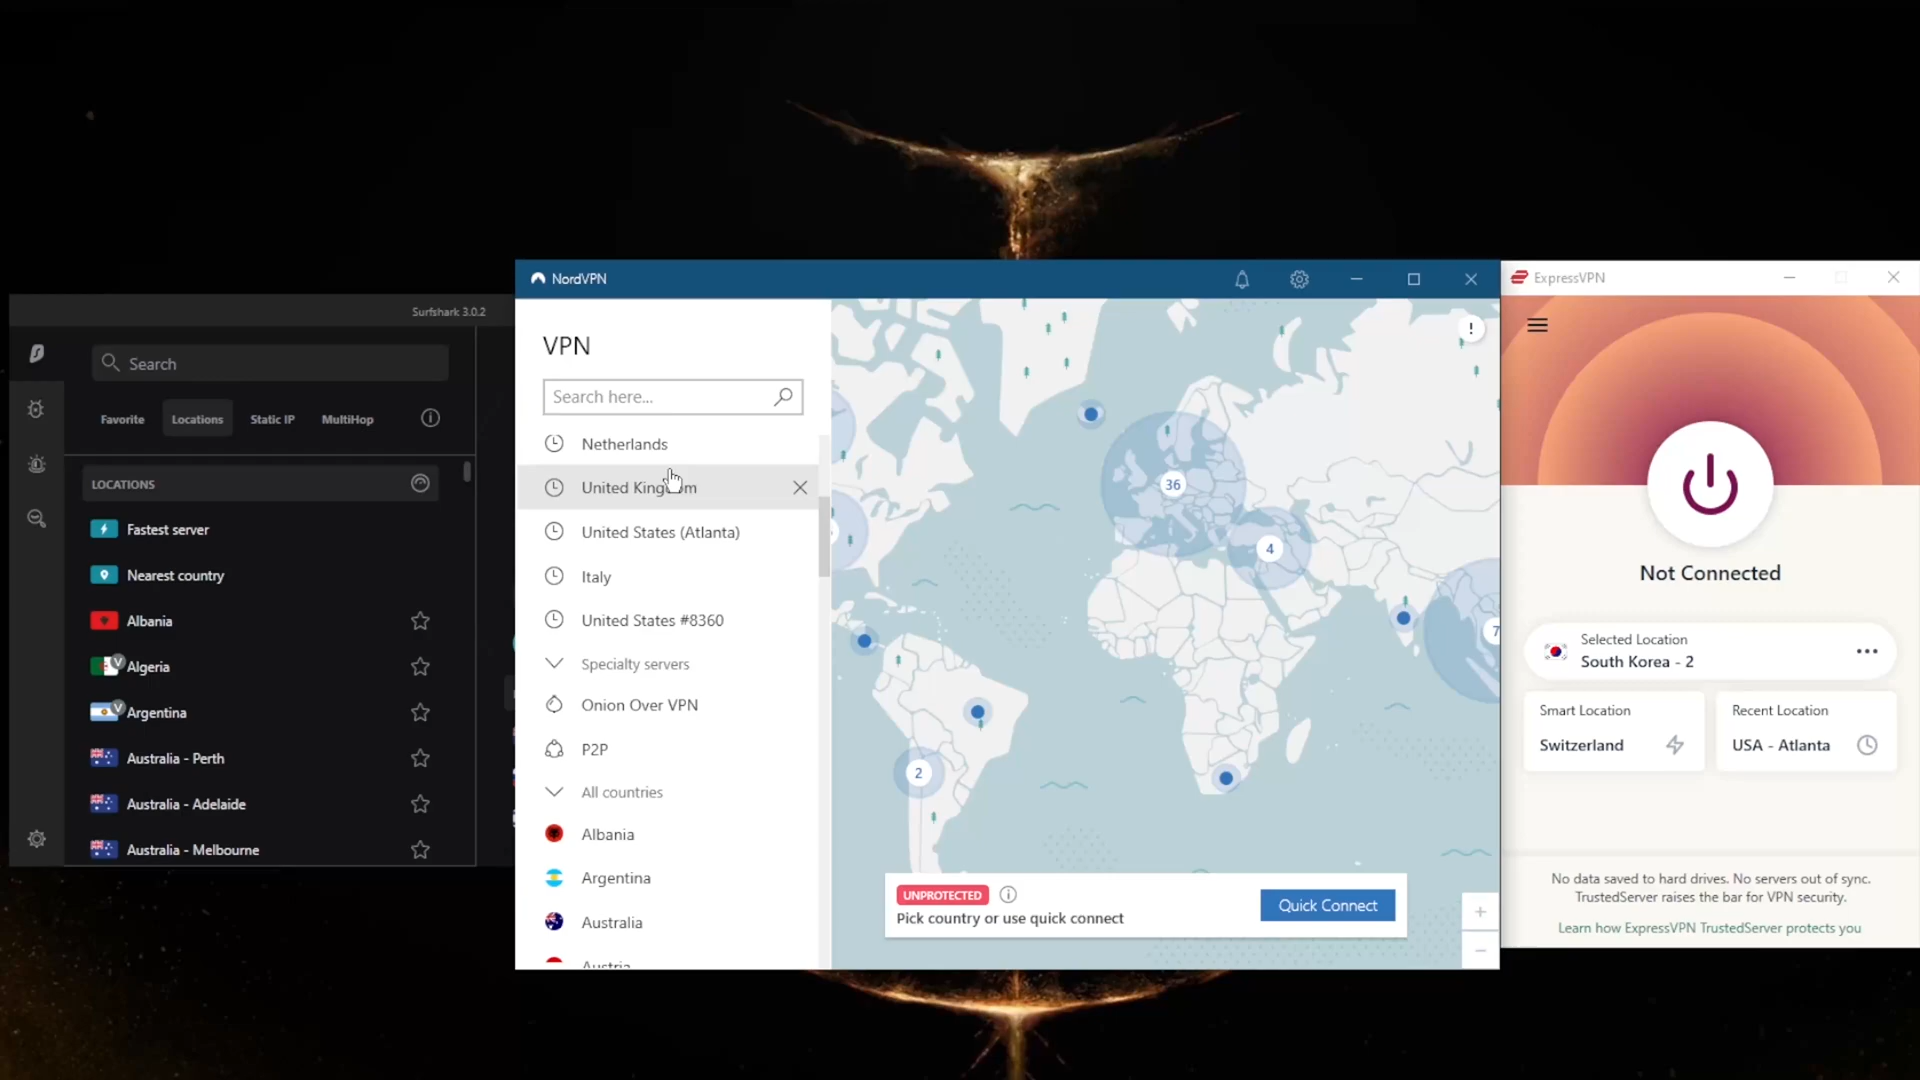 Surfshark 3.0.2
Search
Favorite
Locations
Static IP
MultiHop
LOCATIONS
Fastest server
Nearest country
Albania
V
Algeria
V
Argentina
Australia - Perth
Australia - Adelaide
Australia - Melbourne
NordVPN
VPN
Search here...
Netherlands
United Kingdom
United States (Atlanta)
Italy
United States #8360
Specialty servers
Onion Over VPN
P2P
All countries
Albania
Argentina
Australia
Austria
!
36
4
7
2
UNPROTECTED
Pick country or use quick connect
Quick Connect
ExpressVPN
Not Connected
Selected Location
South Korea - 2
Smart Location
Switzerland
Recent Location
USA - Atlanta
No data saved to hard drives. No servers out of sync.
TrustedServer raises the bar for VPN security.
Learn how ExpressVPN TrustedServer protects you